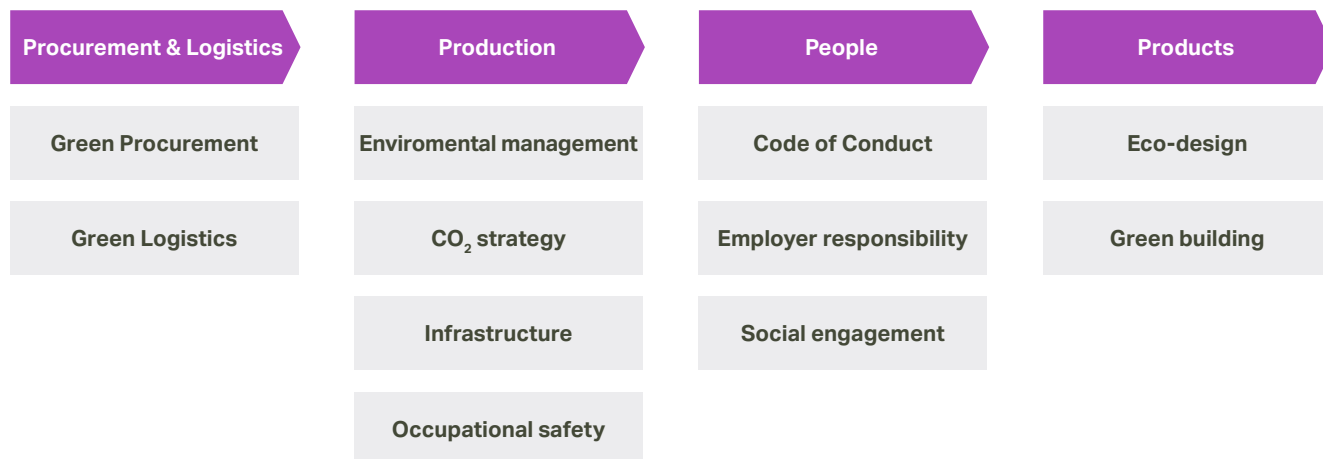 Procurement & Logistics
Green Procurement
Green Logistics
Production
Enviromental management
CO₂ strategy
Infrastructure
Occupational safety
People
Code of Conduct
Employer responsibility
Social engagement
Products
Eco-design
Green building